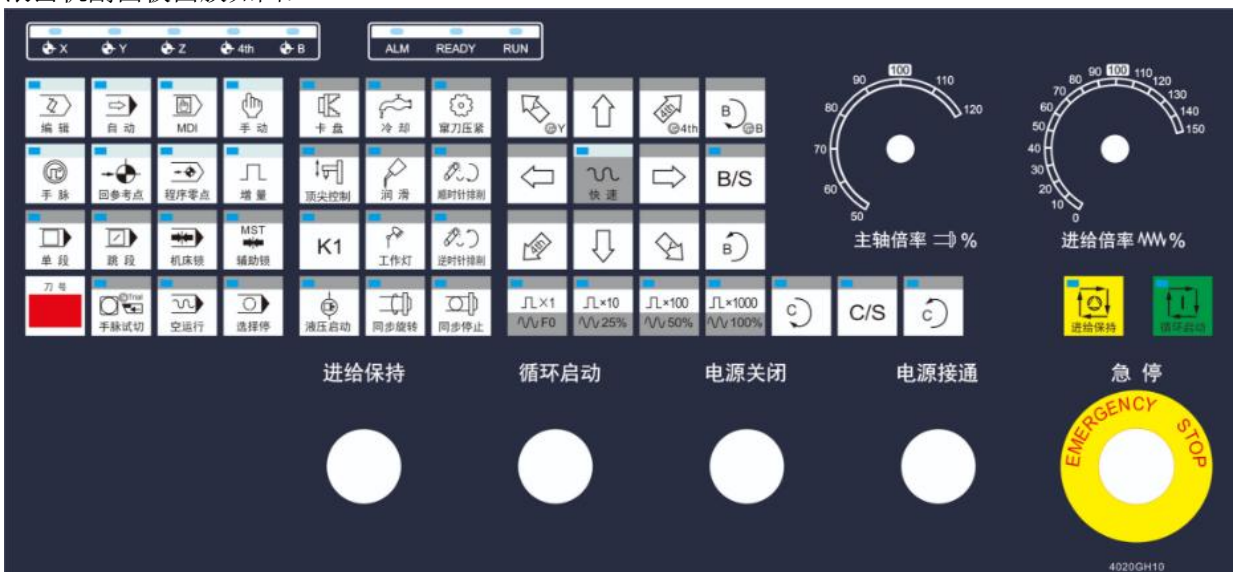 X Y Z 4th B
ALM READY RUN
编辑 自动 MDI 手动 卡盘 冷却 窜刀压紧 @Y 4th @4th B @B
手脉 回参考点 程序零点 增量 顶尖控制 润滑 顺时针排削 快速 B/S
单段 跳段 机床锁 MST 辅助锁 K1 工作灯 逆时针排削 4th Y B
刀号 @Trial 手脉试切 空运行 选择停 液压启动 同步旋转 同步停止
×1 ×10 ×100 ×1000
F0 25% 50% 100%
C C/S C
50 60 70 80 90 100 110 120
主轴倍率 %
0 10 20 30 40 50 60 70 80 90 100 110 120 130 140 150
进给倍率 %
进给保持 循环启动
进给保持 循环启动 电源关闭 电源接通 急停
EMERGENCY STOP
4020GH10